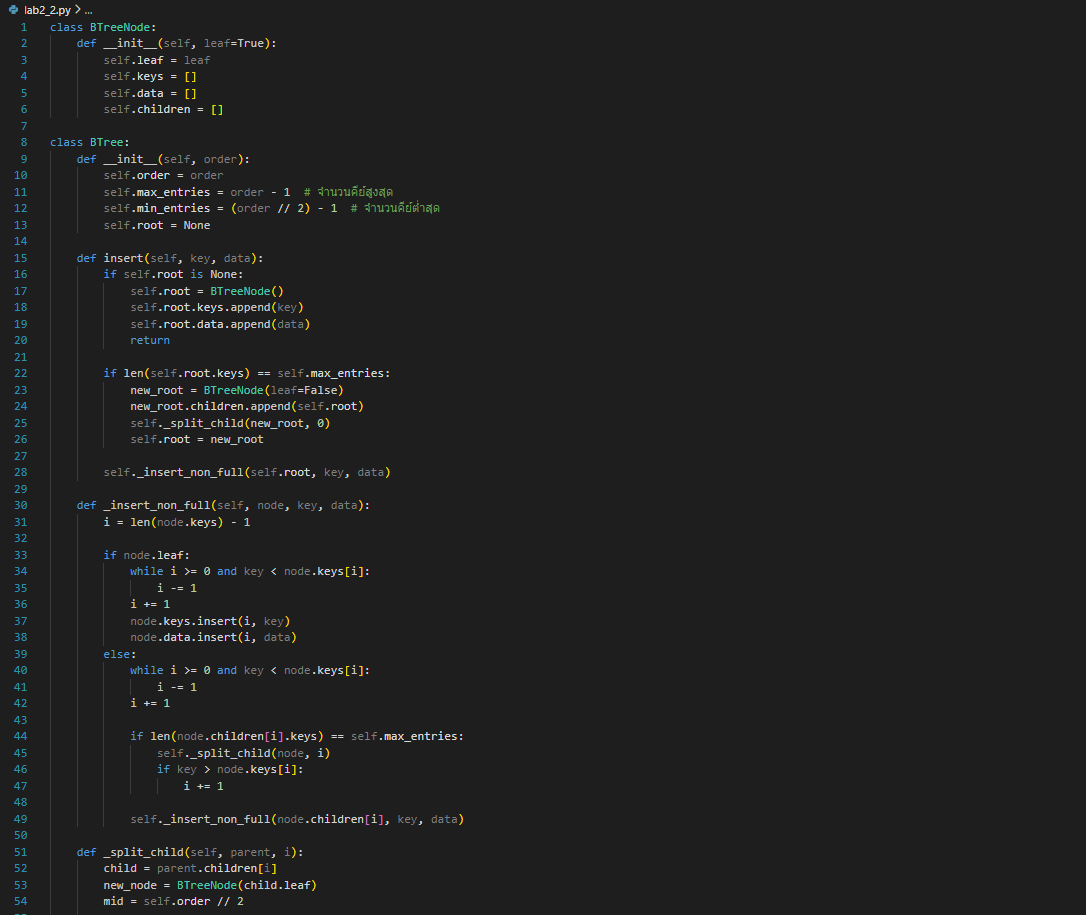 lab2_2.py > ...
1 class BTreeNode:
2     def __init__(self, leaf=True):
3         self.leaf = leaf
4         self.keys = []
5         self.data = []
6         self.children = []
7
8 class BTree:
9     def __init__(self, order):
10         self.order = order
11         self.max_entries = order - 1  # จำนวนคีย์สูงสุด
12         self.min_entries = (order // 2) - 1  # จำนวนคีย์ต่ำสุด
13         self.root = None
14
15     def insert(self, key, data):
16         if self.root is None:
17             self.root = BTreeNode()
18             self.root.keys.append(key)
19             self.root.data.append(data)
20             return
21
22         if len(self.root.keys) == self.max_entries:
23             new_root = BTreeNode(leaf=False)
24             new_root.children.append(self.root)
25             self._split_child(new_root, 0)
26             self.root = new_root
27
28         self._insert_non_full(self.root, key, data)
29
30     def _insert_non_full(self, node, key, data):
31         i = len(node.keys) - 1
32
33         if node.leaf:
34             while i >= 0 and key < node.keys[i]:
35                 i -= 1
36             i += 1
37             node.keys.insert(i, key)
38             node.data.insert(i, data)
39         else:
40             while i >= 0 and key < node.keys[i]:
41                 i -= 1
42             i += 1
43
44             if len(node.children[i].keys) == self.max_entries:
45                 self._split_child(node, i)
46                 if key > node.keys[i]:
47                     i += 1
48
49             self._insert_non_full(node.children[i], key, data)
50
51     def _split_child(self, parent, i):
52         child = parent.children[i]
53         new_node = BTreeNode(child.leaf)
54         mid = self.order // 2